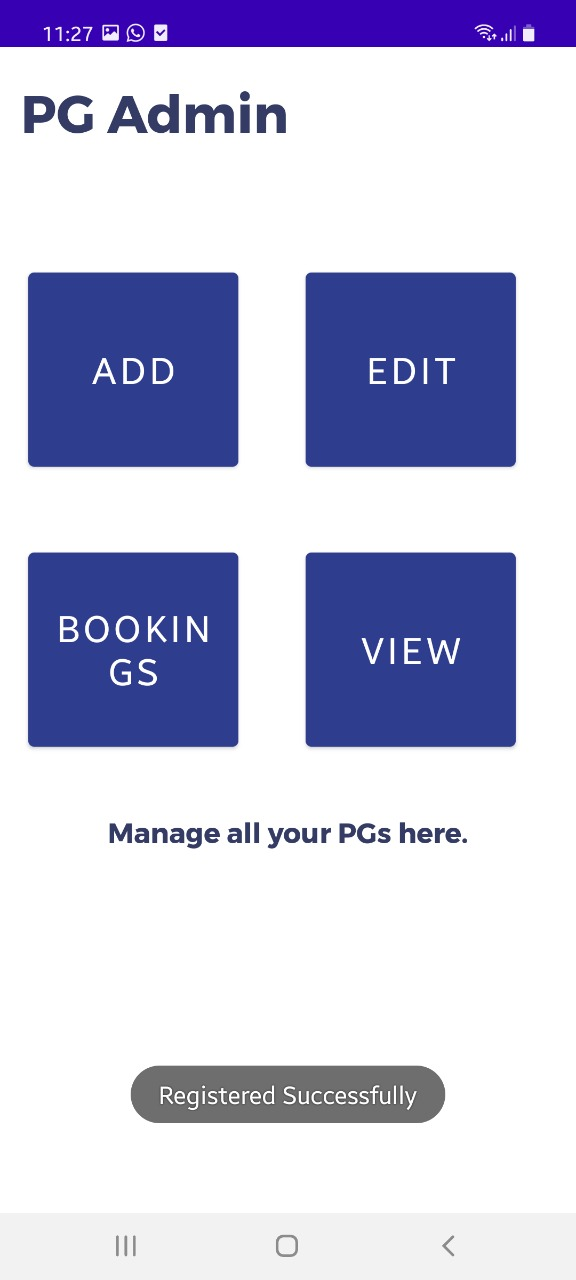 11:27
PG Admin
ADD
EDIT
BOOKIN
GS
VIEW
Manage all your PGs here.
Registered Successfully